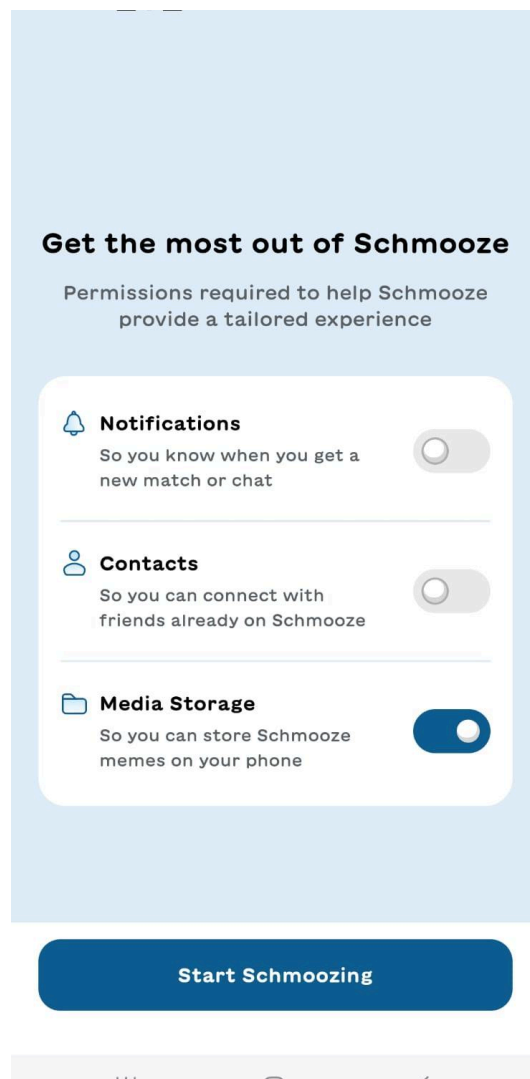 Get the most out of Schmooze
Permissions required to help Schmooze
provide a tailored experience
Notifications
So you know when you get a
new match or chat
Contacts
So you can connect with
friends already on Schmooze
Media Storage
So you can store Schmooze
memes on your phone
Start Schmoozing